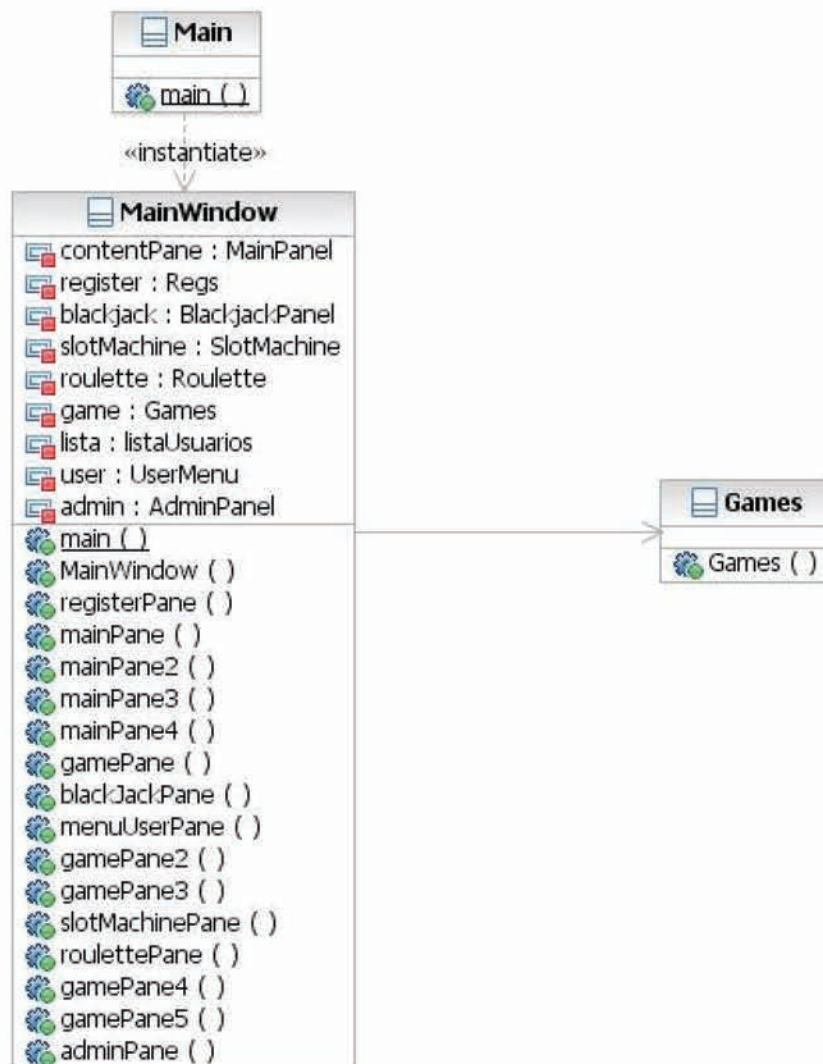 Main
main ( )
«instantiate»
MainWindow
contentPane : MainPanel
register : Regs
blackjack : BlackjackPanel
slotMachine : SlotMachine
roulette : Roulette
game : Games
lista : listaUsuarios
user : UserMenu
admin : AdminPanel
main ( )
MainWindow ( )
registerPane ( )
mainPane ( )
mainPane2 ( )
mainPane3 ( )
mainPane4 ( )
gamePane ( )
blackJackPane ( )
menuUserPane ( )
gamePane2 ( )
gamePane3 ( )
slotMachinePane ( )
roulettePane ( )
gamePane4 ( )
gamePane5 ( )
adminPane ( )
Games
Games ( )